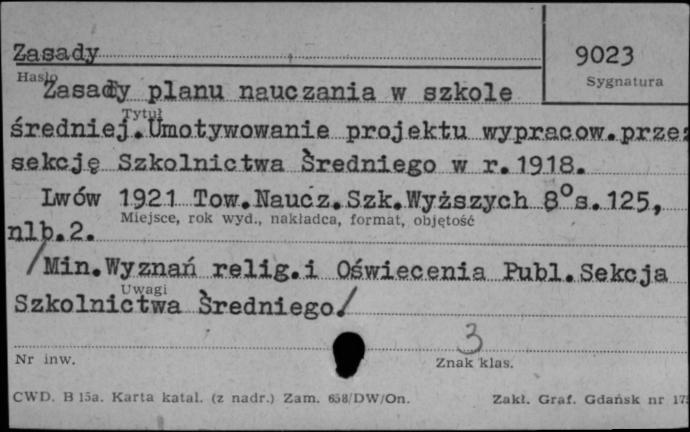 Zasady
9023
Hasło
Sygnatura
Zasady planu nauczania w szkole
Tytuł
średniej.Umotywowanie projektu wypracow.przez
sekcję Szkolnictwa Średniego w r.1918.
Lwów 1921 Tow.Naucz.Szk.Wyższych 8° s.125,
Miejsce, rok wyd., nakładca, format, objętość
nlb.2.
/Min.Wyznań relig.i Oświecenia Publ.Sekcja
Uwagi
Szkolnictwa Średniego/
3
Nr inw.
Znak klas.
CWD. B 15a. Karta katal. (z nadr.) Zam. 658/DW/On.
Zakł. Graf. Gdańsk nr